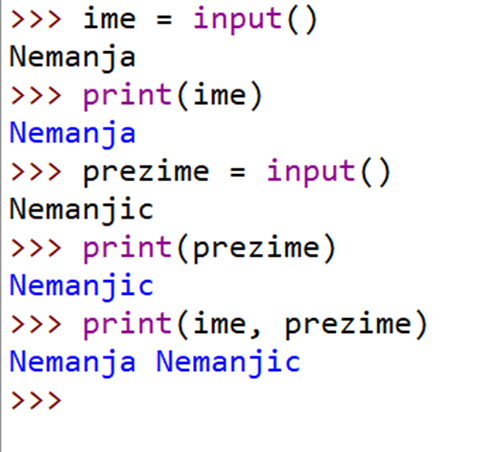 >>> ime = input()
Nemanja
>>> print(ime)
Nemanja
>>> prezime = input()
Nemanjic
>>> print(prezime)
Nemanjic
>>> print(ime, prezime)
Nemanja Nemanjic
>>>